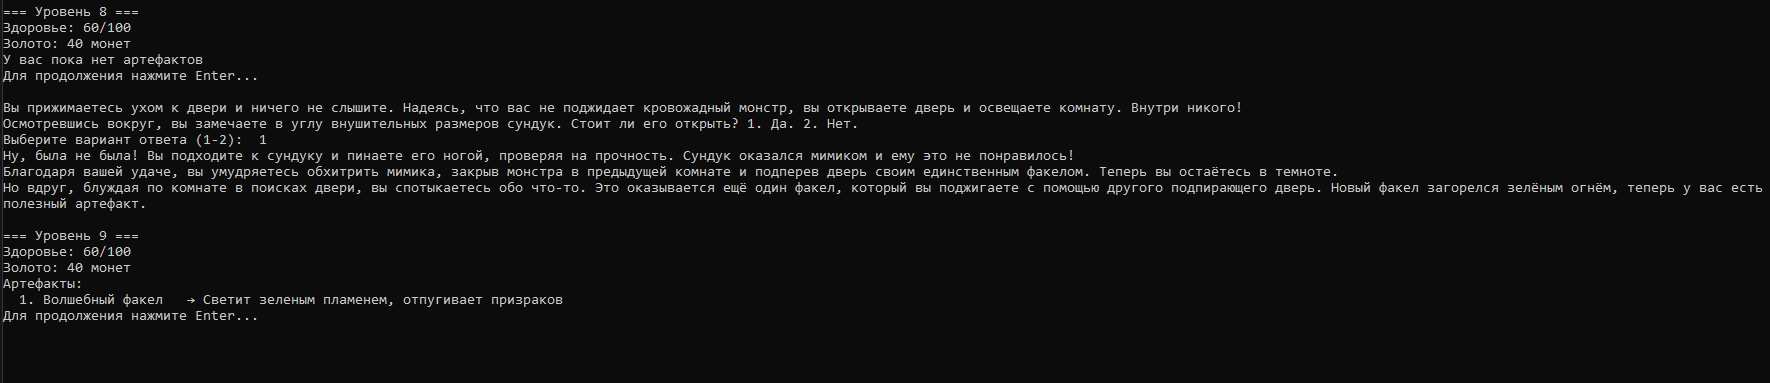 === Уровень 8 ===
Здоровье: 60/100
Золото: 40 монет
У вас пока нет артефактов
Для продолжения нажмите Enter...
Вы прижимаетесь ухом к двери и ничего не слышите. Надеясь, что вас не поджидает кровожадный монстр, вы открываете дверь и освещаете комнату. Внутри никого!
Осмотревшись вокруг, вы замечаете в углу внушительных размеров сундук. Стоит ли его открыть? 1. Да. 2. Нет.
Выберите вариант ответа (1-2):  1
Ну, была не была! Вы подходите к сундуку и пинаете его ногой, проверяя на прочность. Сундук оказался мимиком и ему это не понравилось!
Благодаря вашей удаче, вы умудряетесь обхитрить мимика, закрыв монстра в предыдущей комнате и подперев дверь своим единственным факелом. Теперь вы остаётесь в темноте.
Но вдруг, блуждая по комнате в поисках двери, вы спотыкаетесь обо что-то. Это оказывается ещё один факел, который вы поджигаете с помощью другого подпирающего дверь. Новый факел загорелся зелёным огнём, теперь у вас есть
полезный артефакт.
=== Уровень 9 ===
Здоровье: 60/100
Золото: 40 монет
Артефакты:
1. Волшебный факел   → Светит зеленым пламенем, отпугивает призраков
Для продолжения нажмите Enter...